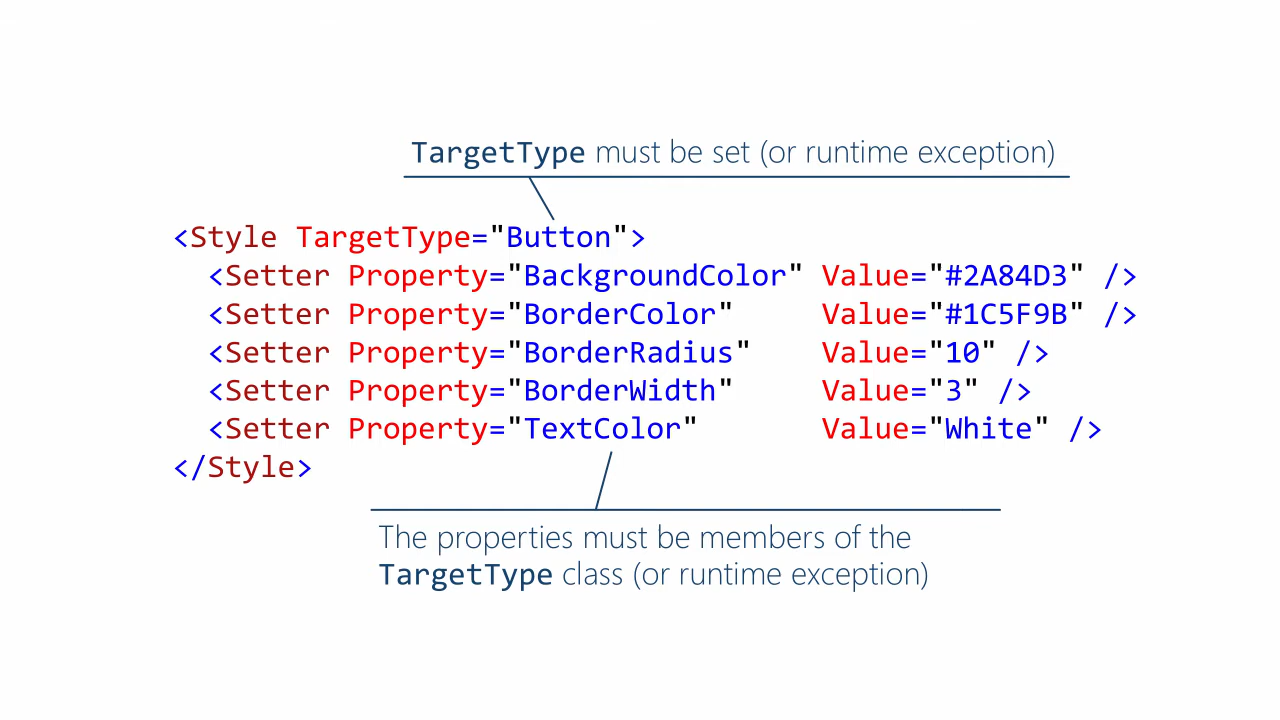 TargetType must be set (or runtime exception)
<Style TargetType="Button">
  <Setter Property="BackgroundColor" Value="#2A84D3" />
  <Setter Property="BorderColor"     Value="#1C5F9B" />
  <Setter Property="BorderRadius"    Value="10" />
  <Setter Property="BorderWidth"     Value="3" />
  <Setter Property="TextColor"       Value="White" />
</Style>
The properties must be members of the
TargetType class (or runtime exception)